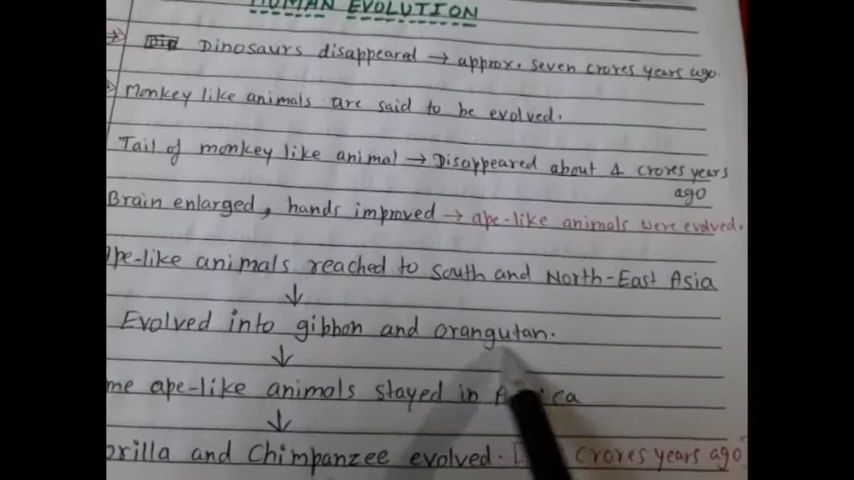 HUMAN EVOLUTION
Dinosaurs disappeared → approx. seven crores years ago.
Monkey like animals are said to be evolved.
Tail of monkey like animal → Disappeared about 4 crores years
ago
Brain enlarged, hands improved → ape-like animals were evolved.
Ape-like animals reached to South and North-East Asia
↓
Evolved into gibbon and orangutan.
↓
me ape-like animals stayed in A ica
↓
orilla and Chimpanzee evolved. [ crores years ago